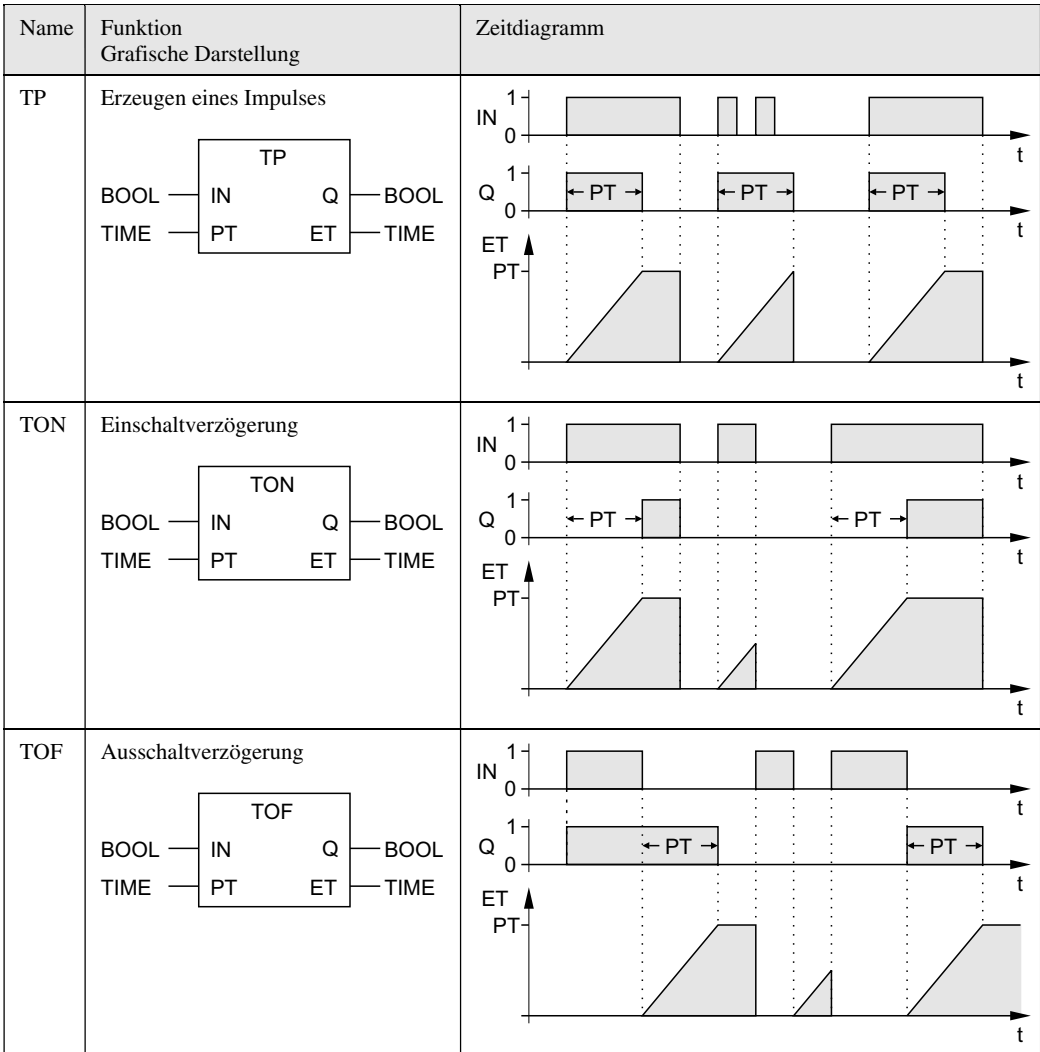 Name Funktion Zeitdiagramm
Grafische Darstellung
TP Erzeugen eines Impulses
TP
BOOL IN Q BOOL
TIME PT ET TIME
IN 1
0
t
Q 1
0
PT PT PT
t
ET
PT
t
TON Einschaltverzögerung
TON
BOOL IN Q BOOL
TIME PT ET TIME
IN 1
0
t
Q 1
0
PT PT
t
ET
PT
t
TOF Ausschaltverzögerung
TOF
BOOL IN Q BOOL
TIME PT ET TIME
IN 1
0
t
Q 1
0
PT PT
t
ET
PT
t